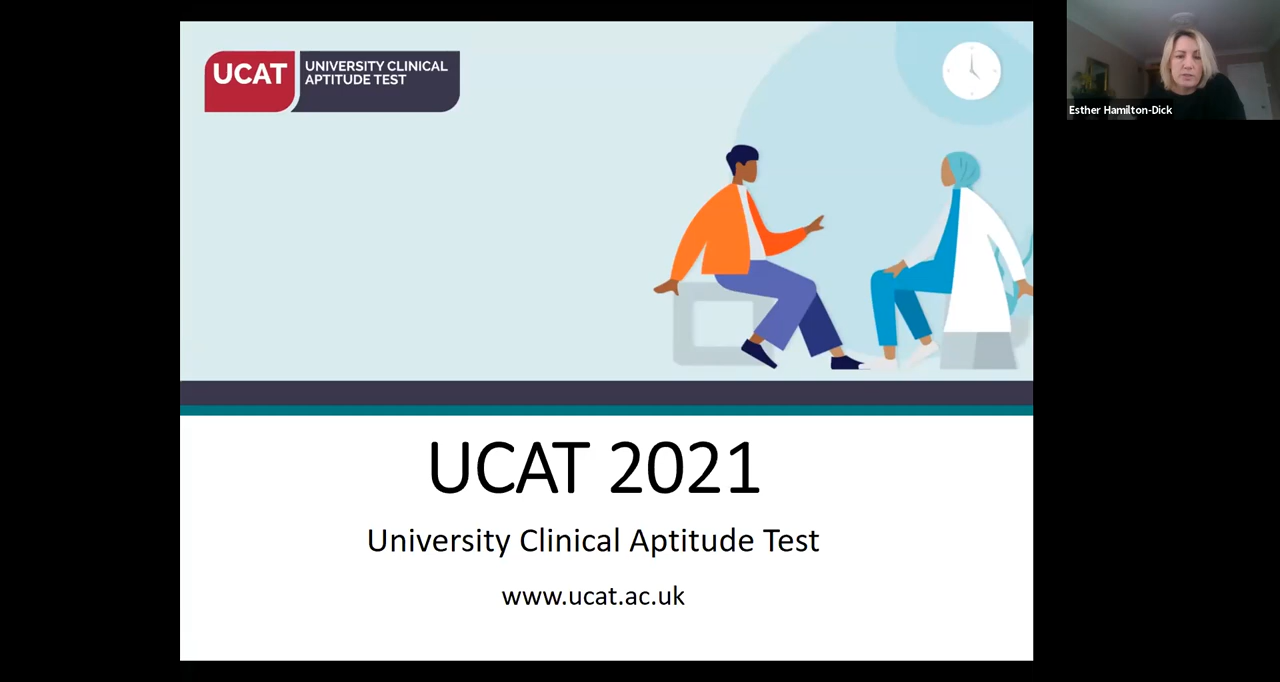 UCAT
UNIVERSITY CLINICAL
APTITUDE TEST
Esther Hamilton-Dick
UCAT 2021
University Clinical Aptitude Test
www.ucat.ac.uk